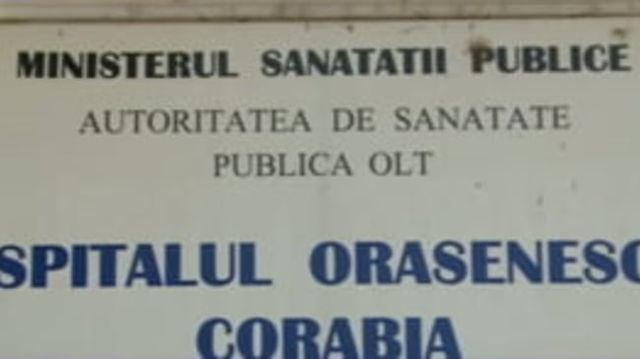 MINISTERUL SANATATII PUBLICE
AUTORITATEA DE SANATATE
PUBLICA OLT
SPITALUL ORASENESC
CORABIA